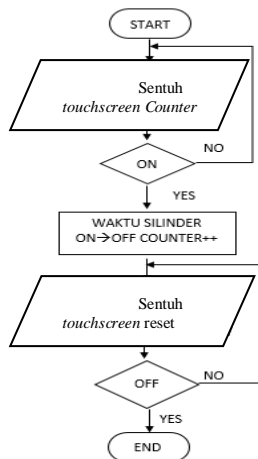 START
Sentuh
touchscreen Counter
NO
ON
YES
WAKTU SILINDER
ON→OFF COUNTER++
Sentuh
touchscreen reset
NO
OFF
YES
END